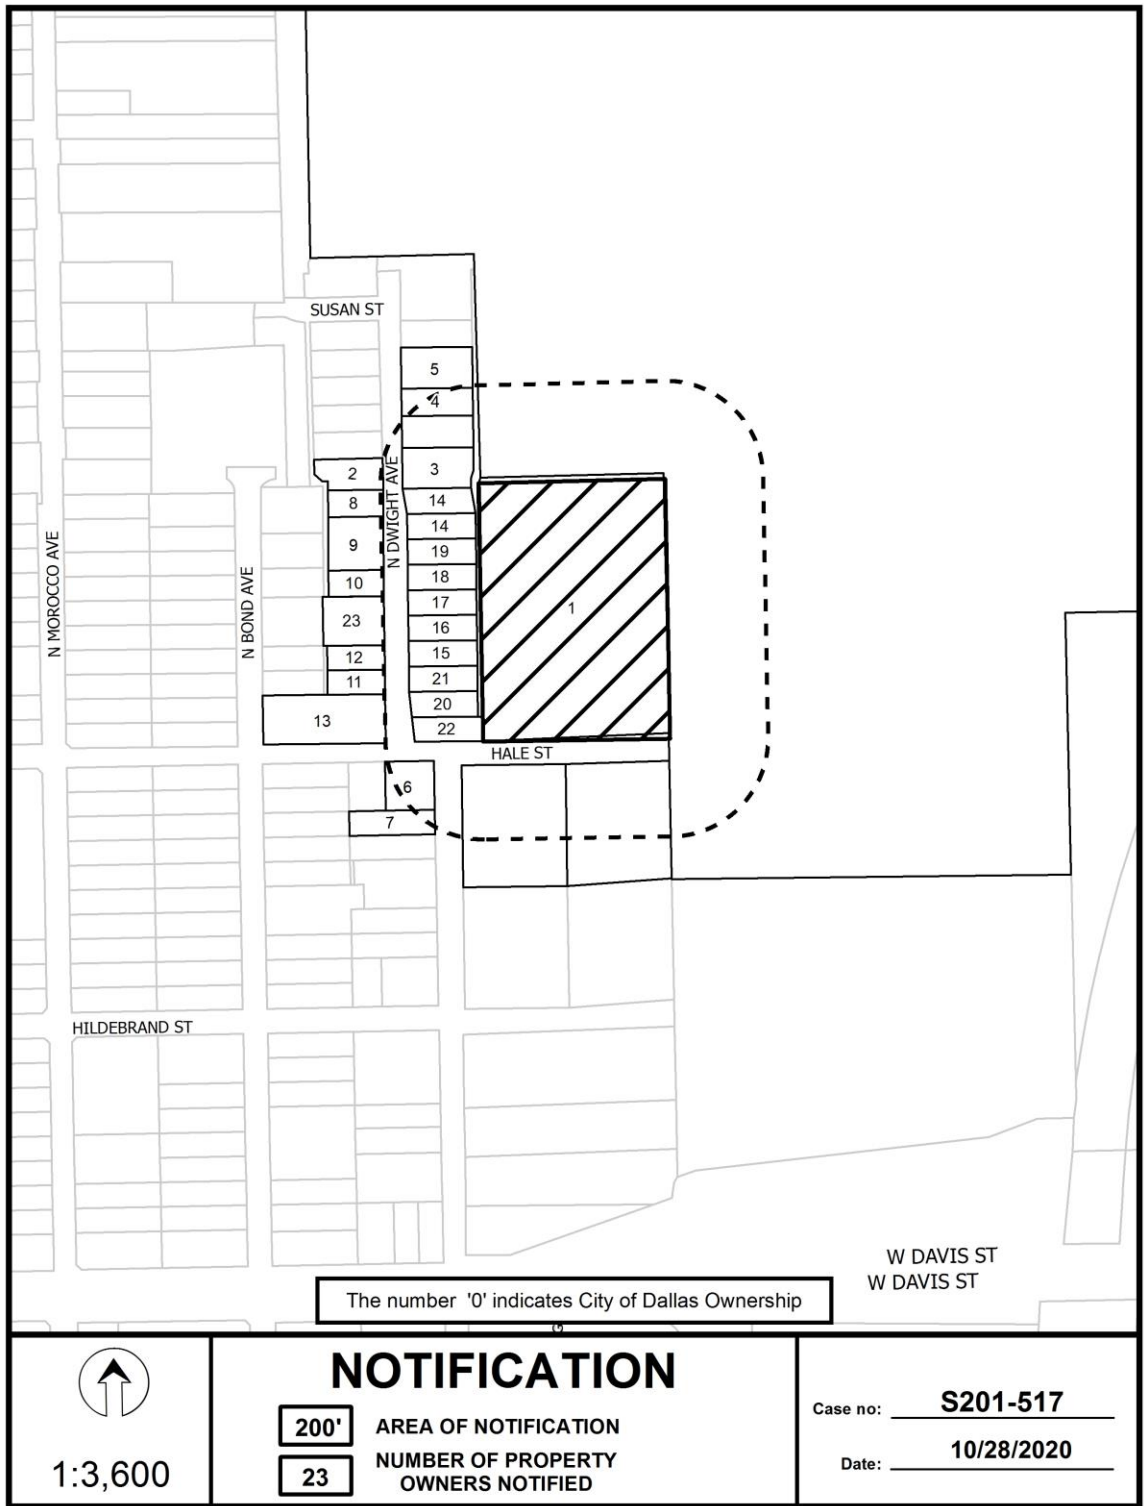 SUSAN ST
5
4
3
2
N DWIGHT AVE
14
8
14
9
19
N MOROCCO AVE
N BOND AVE
18
10
17
1
23
16
12
15
11
21
20
13
22
HALE ST
6
7
HILDEBRAND ST
W DAVIS ST
W DAVIS ST
The number '0' indicates City of Dallas Ownership
NOTIFICATION
200' AREA OF NOTIFICATION
23 NUMBER OF PROPERTY
OWNERS NOTIFIED
1:3,600
Case no: S201-517
Date: 10/28/2020